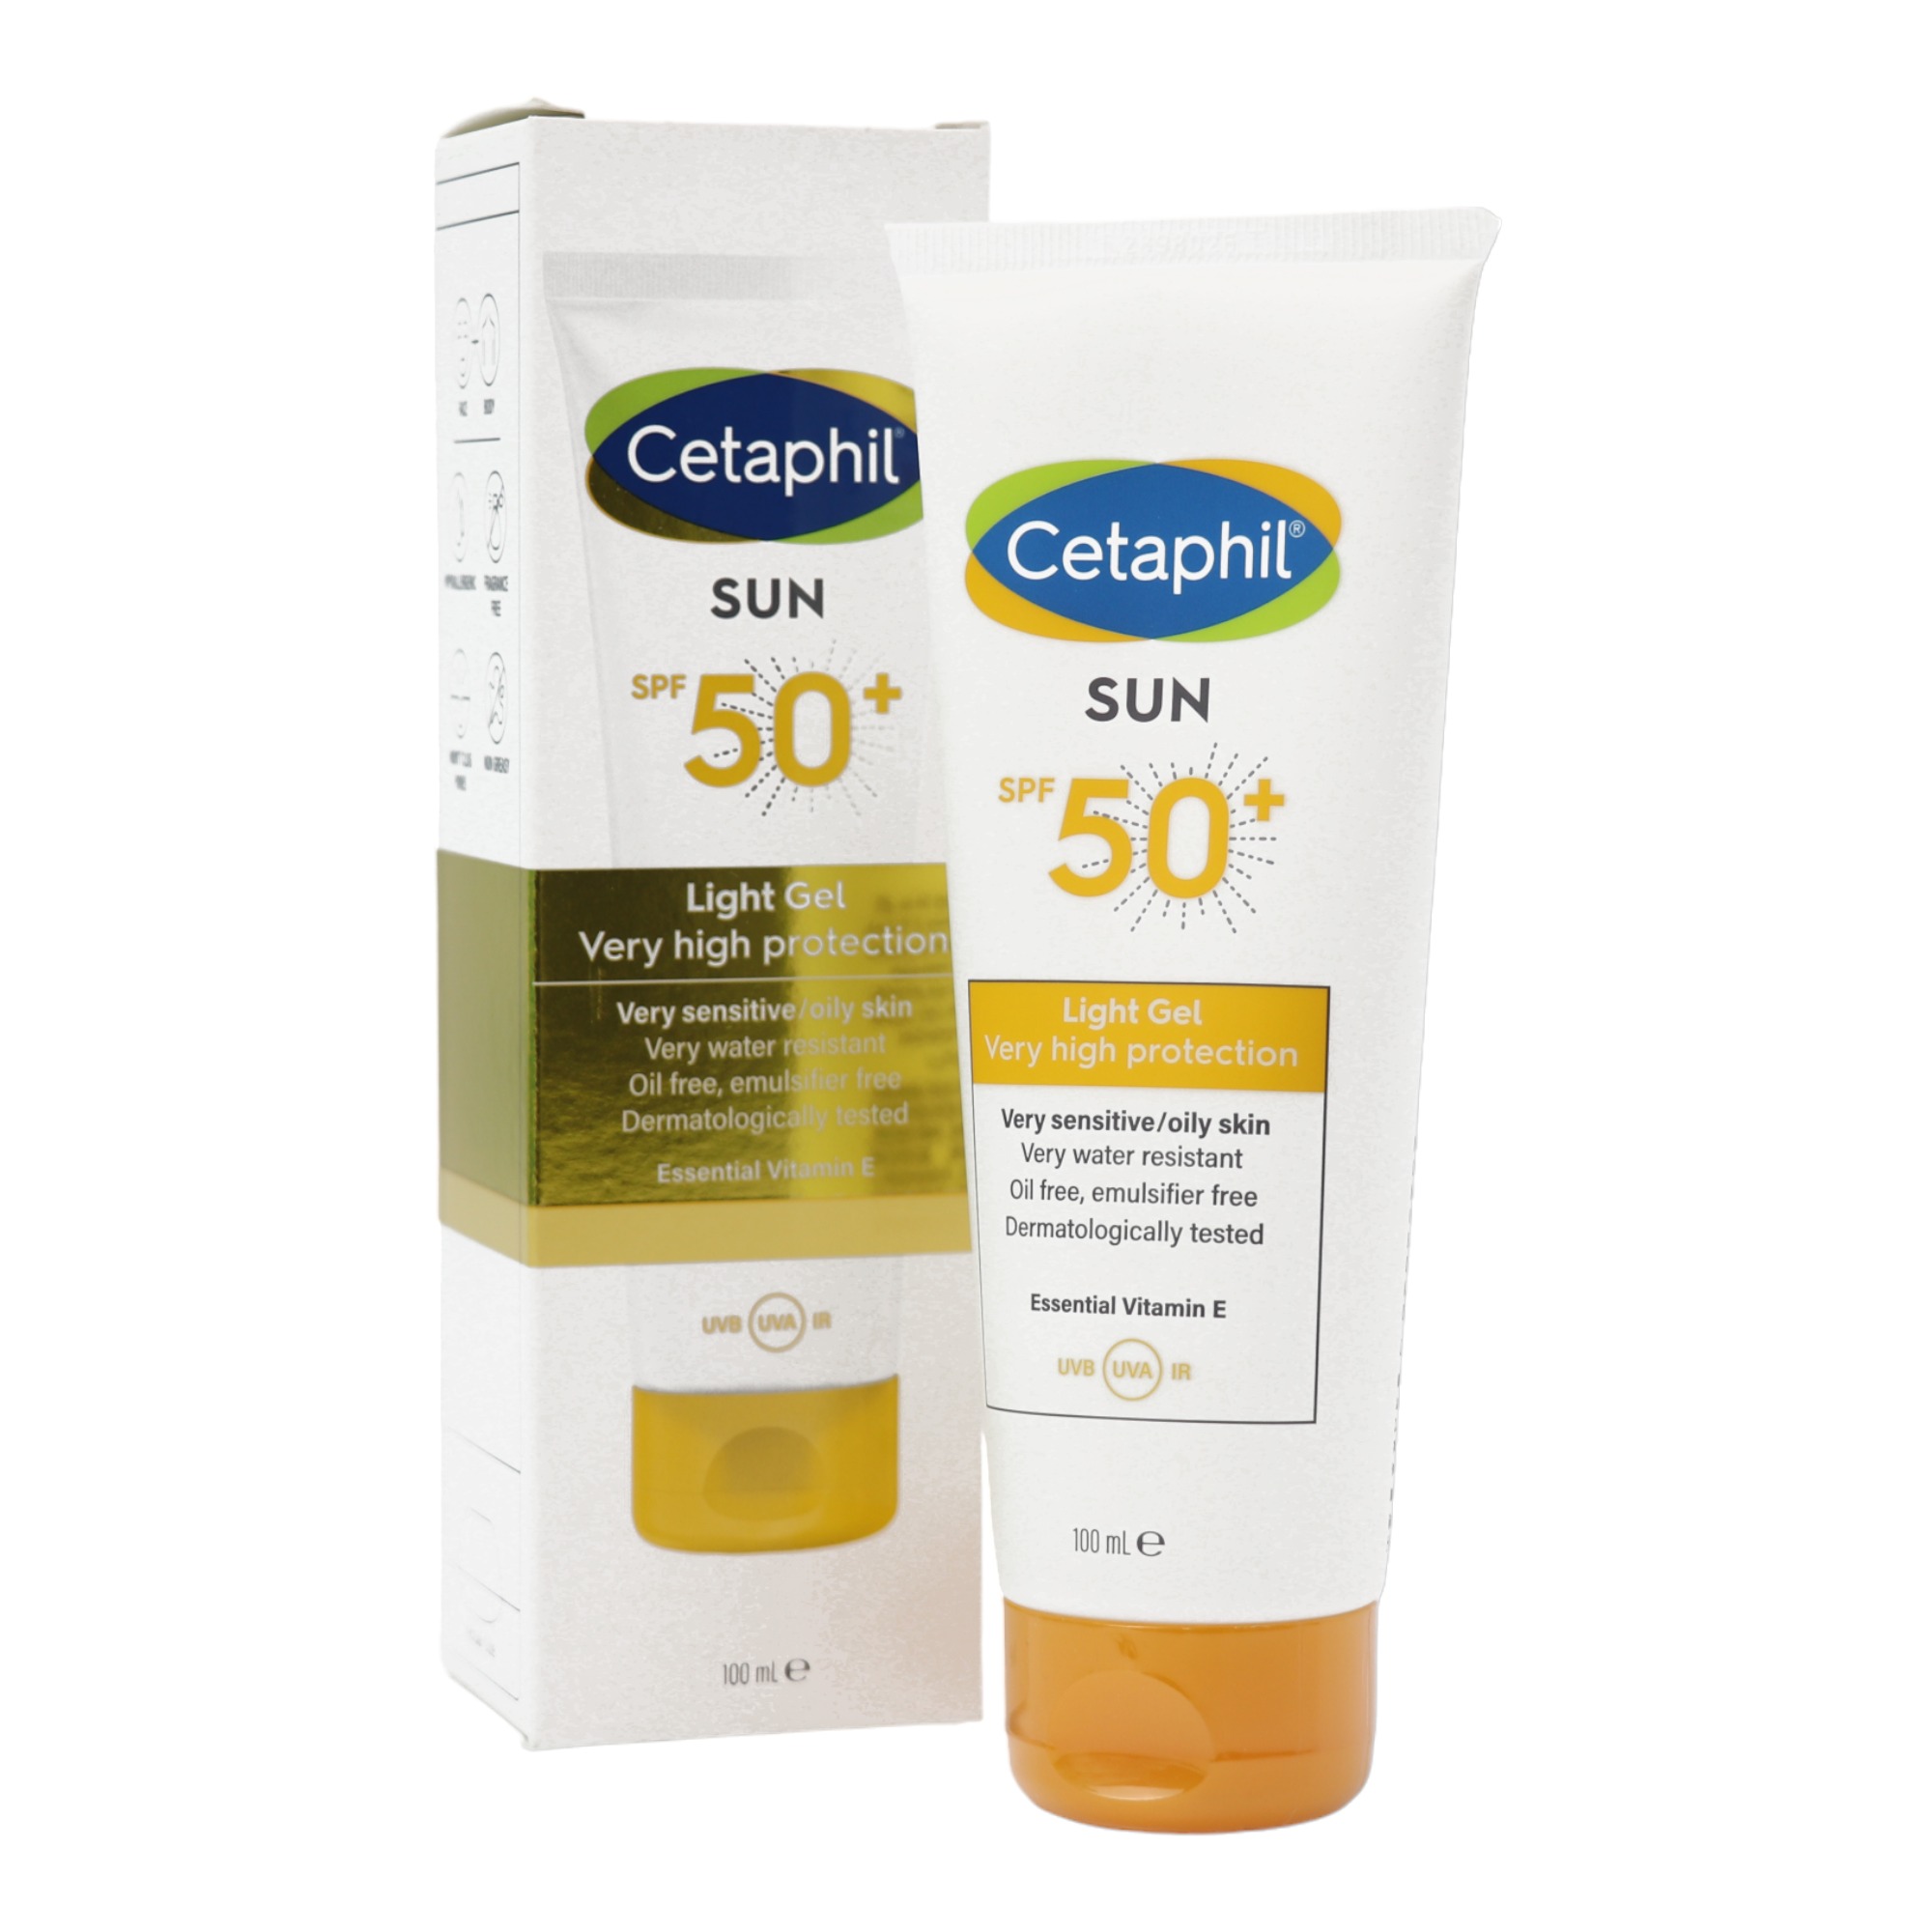 Cetaphil®
SUN
SPF 50+
Light Gel
Very high protection
Very sensitive/oily skin
Very water resistant
Oil free, emulsifier free
Dermatologically tested
Essential Vitamin E
UVB UVA IR
100 mL ℮
BODY
FRAGRANCE
FREE
Cetaphil®
SUN
SPF 50+
Light Gel
Very high protection
Very sensitive/oily skin
Very water resistant
Oil free, emulsifier free
Dermatologically tested
Essential Vitamin E
UVB UVA IR
100 mL ℮